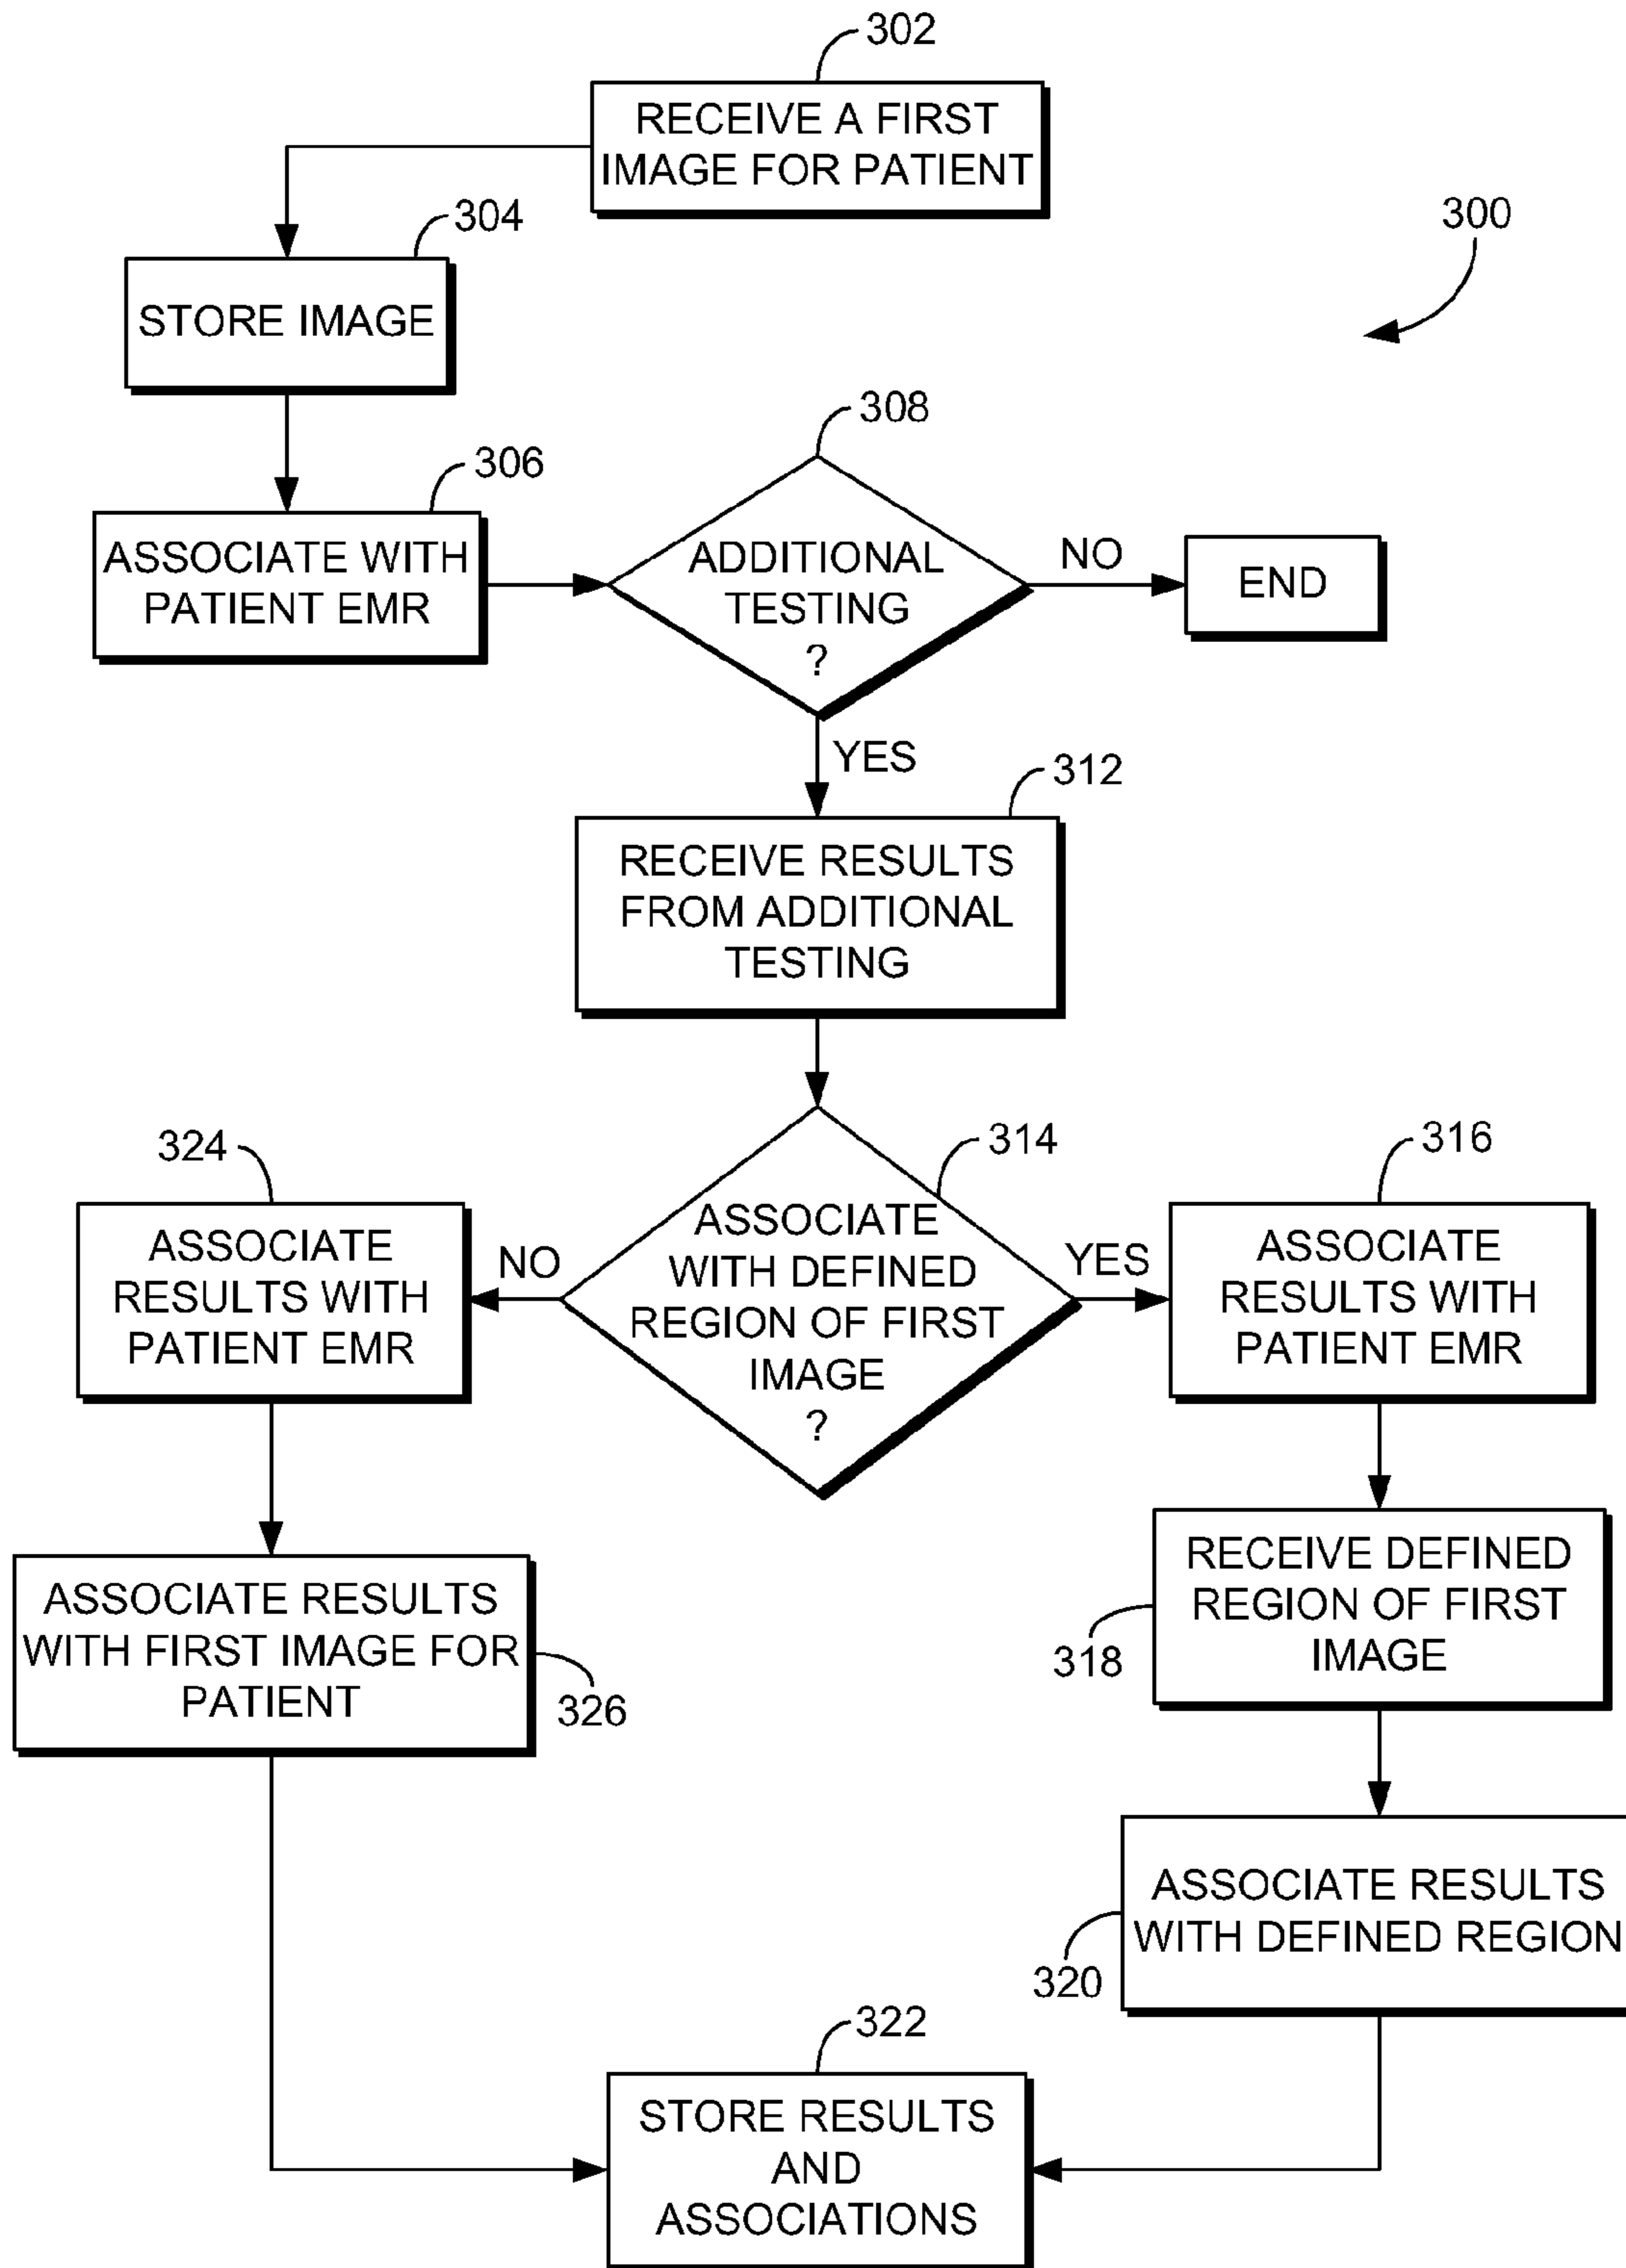 302
RECEIVE A FIRST
IMAGE FOR PATIENT
304
STORE IMAGE
300
306
ASSOCIATE WITH
PATIENT EMR
308
ADDITIONAL
TESTING
?
NO
END
YES
312
RECEIVE RESULTS
FROM ADDITIONAL
TESTING
314
ASSOCIATE
WITH DEFINED
REGION OF FIRST
IMAGE
?
NO
YES
324
ASSOCIATE
RESULTS WITH
PATIENT EMR
316
ASSOCIATE
RESULTS WITH
PATIENT EMR
326
ASSOCIATE RESULTS
WITH FIRST IMAGE FOR
PATIENT
318
RECEIVE DEFINED
REGION OF FIRST
IMAGE
320
ASSOCIATE RESULTS
WITH DEFINED REGION
322
STORE RESULTS
AND
ASSOCIATIONS